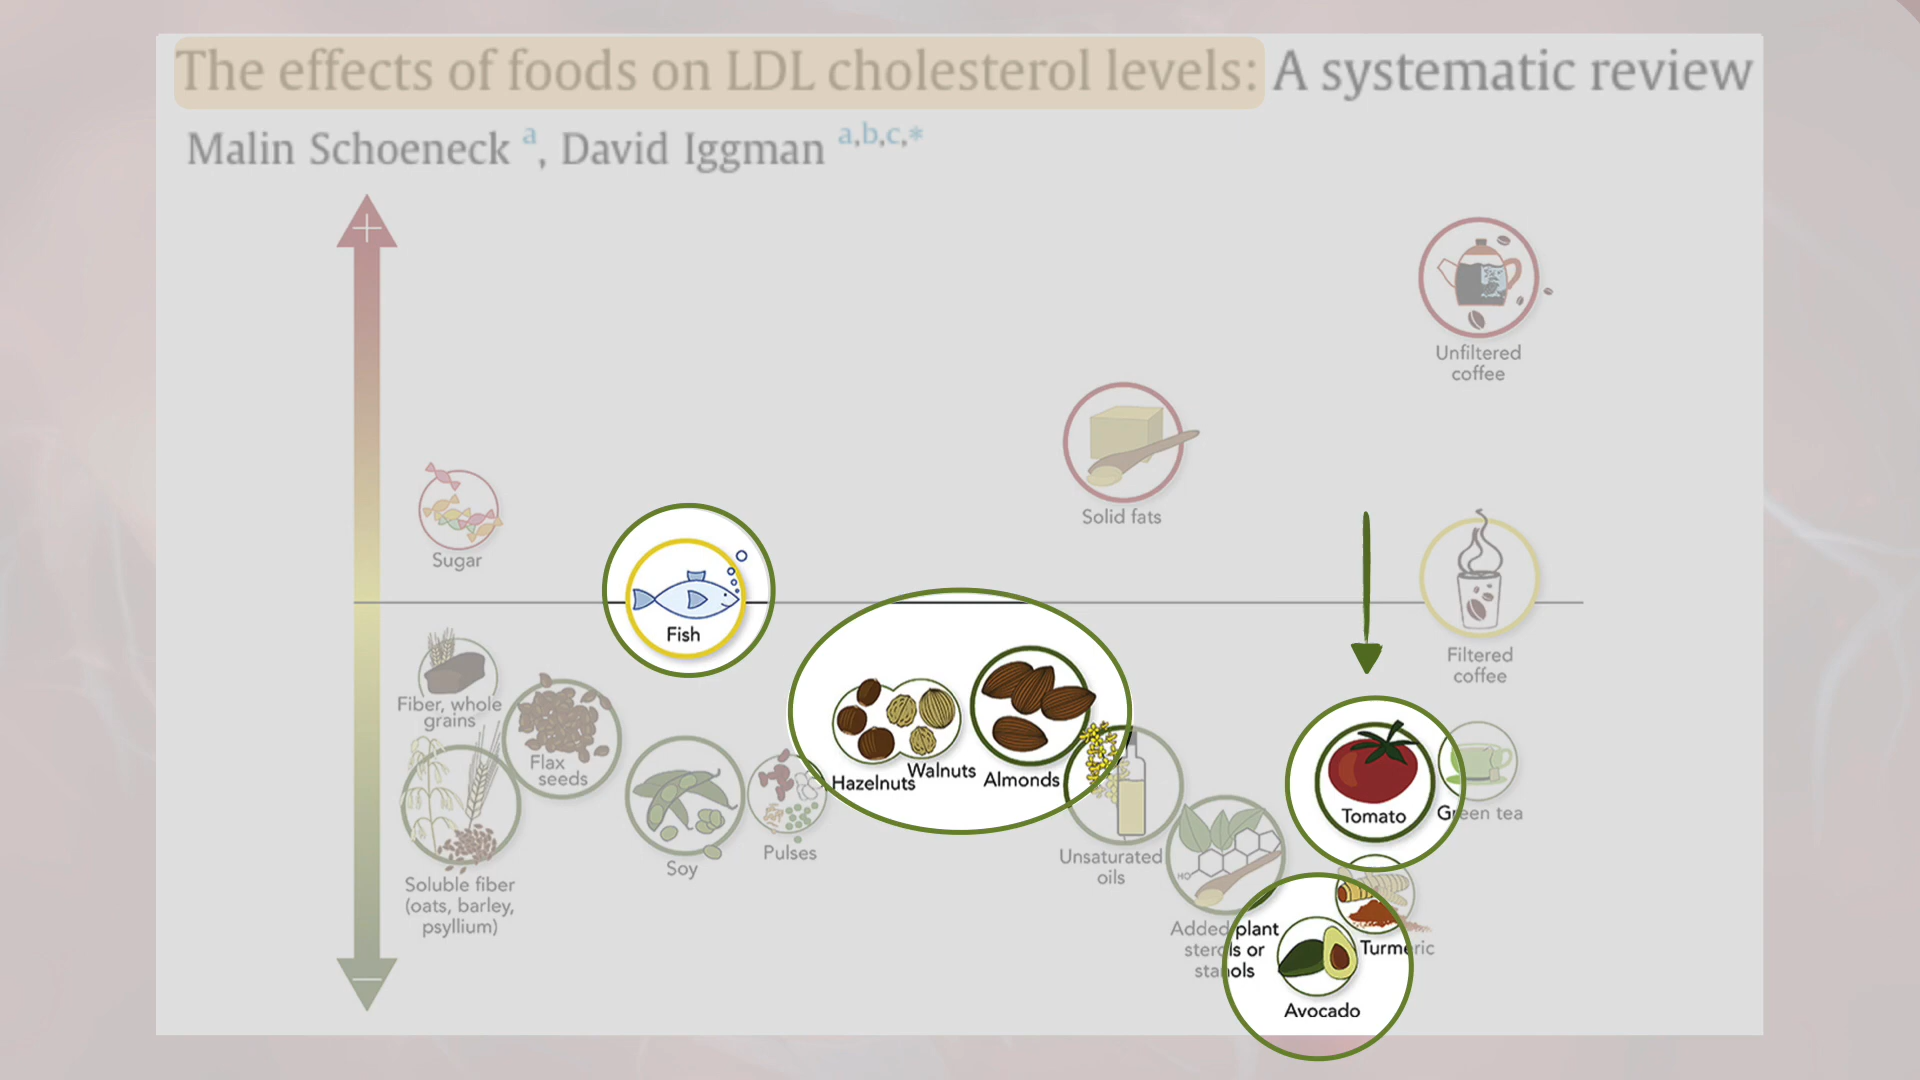 The effects of foods on LDL cholesterol levels: A systematic review
Malin Schoeneck a, David Iggman a,b,c,*
+
Unfiltered
coffee
Solid fats
Sugar
Fish
Filtered
coffee
Fiber, whole
grains
Flax
seeds
Hazelnuts
Walnuts
Almonds
Tomato
Green tea
Soy
Pulses
Unsaturated
oils
HO
Soluble fiber
(oats, barley,
psyllium)
Added plant
sterols or
stanols
Turmeric
Avocado
−